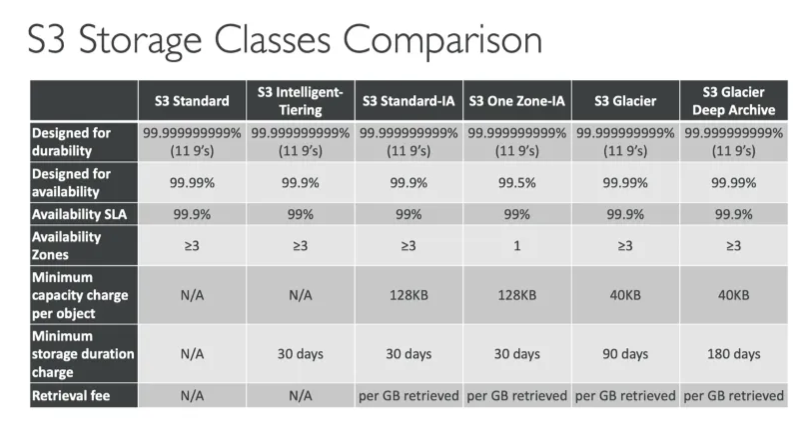 S3 Storage Classes Comparison
S3 Standard S3 Intelligent-Tiering S3 Standard-IA S3 One Zone-IA S3 Glacier S3 Glacier Deep Archive
Designed for durability 99.999999999% (11 9's) 99.999999999% (11 9's) 99.999999999% (11 9's) 99.999999999% (11 9's) 99.999999999% (11 9's) 99.999999999% (11 9's)
Designed for availability 99.99% 99.9% 99.9% 99.5% 99.99% 99.99%
Availability SLA 99.9% 99% 99% 99% 99.9% 99.9%
Availability Zones ≥3 ≥3 ≥3 1 ≥3 ≥3
Minimum capacity charge per object N/A N/A 128KB 128KB 40KB 40KB
Minimum storage duration charge N/A 30 days 30 days 30 days 90 days 180 days
Retrieval fee N/A N/A per GB retrieved per GB retrieved per GB retrieved per GB retrieved